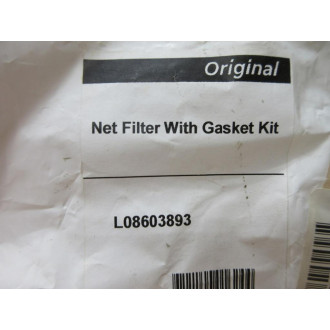 Original
Net Filter With Gasket Kit
L08603893